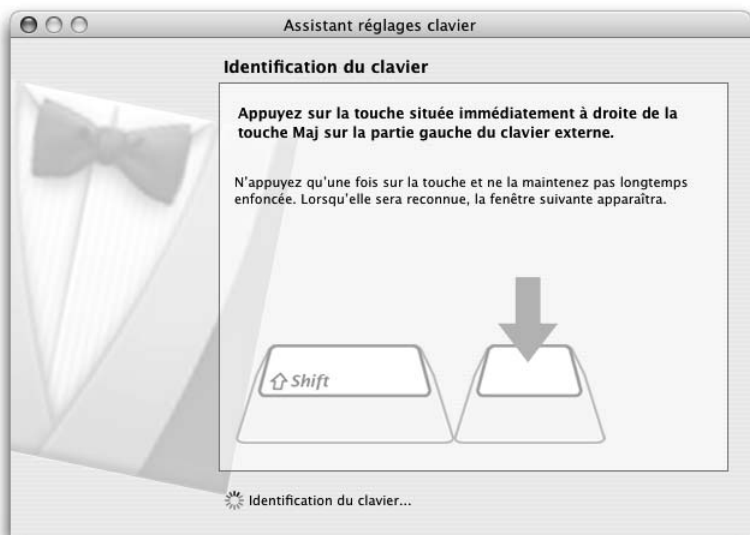 Assistant réglages clavier
Identification du clavier
Appuyez sur la touche située immédiatement à droite de la
touche Maj sur la partie gauche du clavier externe.
N'appuyez qu'une fois sur la touche et ne la maintenez pas longtemps
enfoncée. Lorsqu'elle sera reconnue, la fenêtre suivante apparaîtra.
Shift
Identification du clavier...